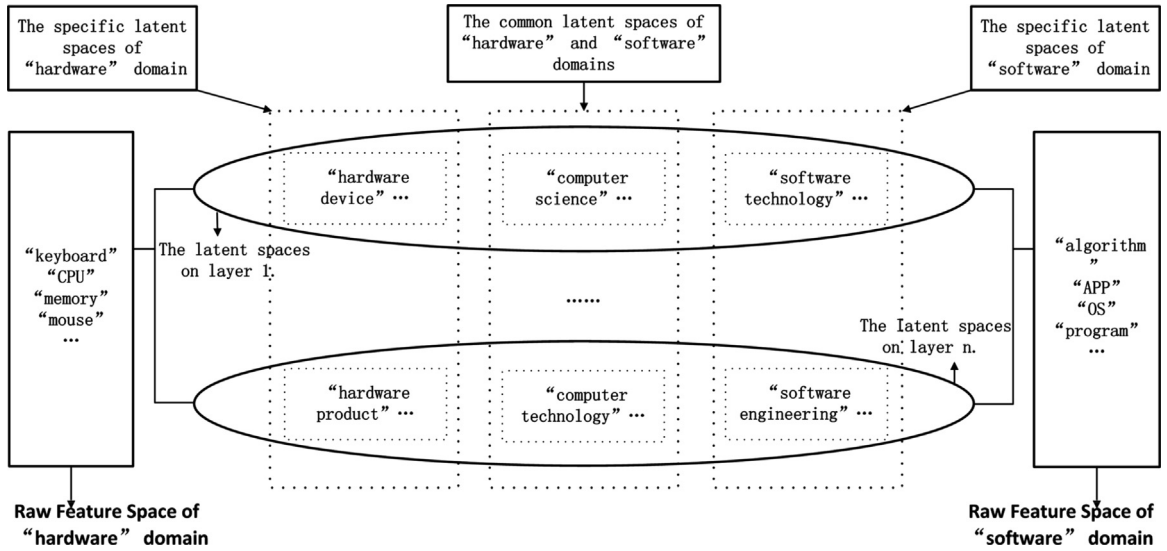 The specific latent
spaces of
“hardware” domain
The common latent spaces of
“hardware” and “software”
domains
The specific latent
spaces of
“software” domain
“hardware
device” …
“computer
science” …
“software
technology” …
The latent spaces
on layer 1.
“keyboard”
“CPU”
“memory”
“mouse”
…
“algorithm
”
“APP”
“OS”
“program”
…
……
The latent spaces
on layer n.
“hardware
product” …
“computer
technology” …
“software
engineering” …
Raw Feature Space of
“hardware” domain
Raw Feature Space of
“software” domain